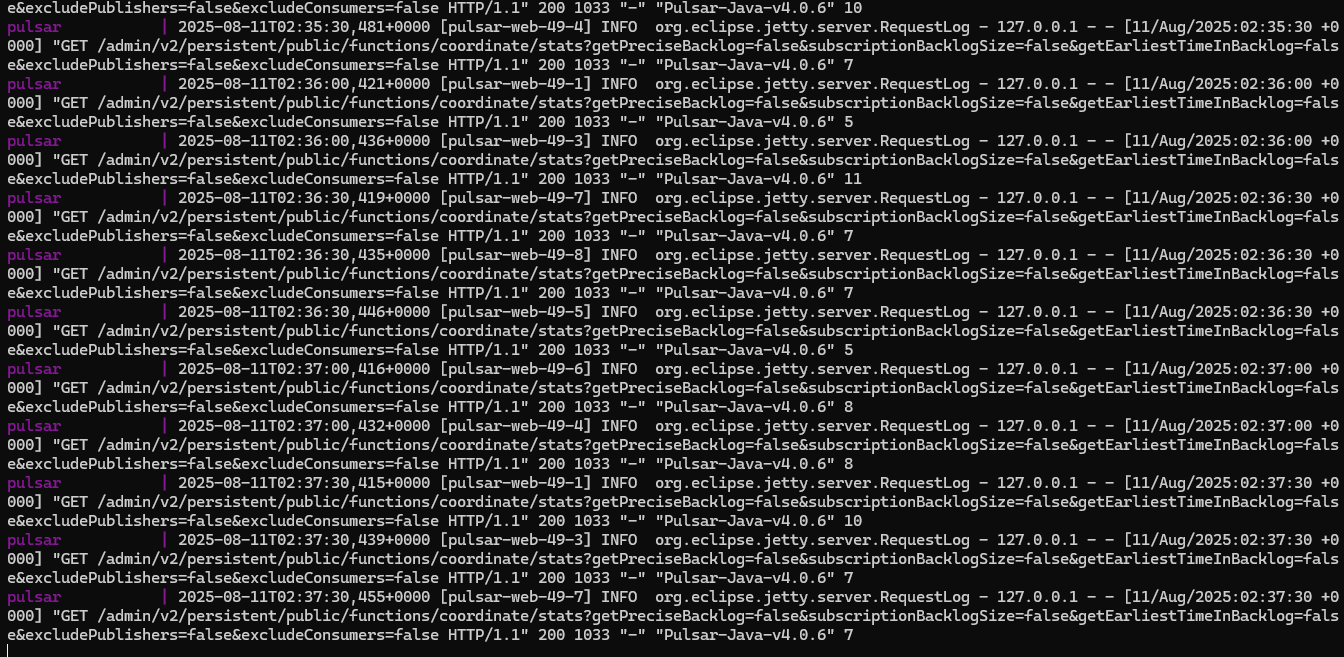 e&excludePublishers=false&excludeConsumers=false HTTP/1.1" 200 1033 "-" "Pulsar-Java-v4.0.6" 10
pulsar | 2025-08-11T02:35:30,481+0000 [pulsar-web-49-4] INFO  org.eclipse.jetty.server.RequestLog - 127.0.0.1 - - [11/Aug/2025:02:35:30 +0
000] "GET /admin/v2/persistent/public/functions/coordinate/stats?getPreciseBacklog=false&subscriptionBacklogSize=false&getEarliestTimeInBacklog=fals
e&excludePublishers=false&excludeConsumers=false HTTP/1.1" 200 1033 "-" "Pulsar-Java-v4.0.6" 7
pulsar | 2025-08-11T02:36:00,421+0000 [pulsar-web-49-1] INFO  org.eclipse.jetty.server.RequestLog - 127.0.0.1 - - [11/Aug/2025:02:36:00 +0
000] "GET /admin/v2/persistent/public/functions/coordinate/stats?getPreciseBacklog=false&subscriptionBacklogSize=false&getEarliestTimeInBacklog=fals
e&excludePublishers=false&excludeConsumers=false HTTP/1.1" 200 1033 "-" "Pulsar-Java-v4.0.6" 5
pulsar | 2025-08-11T02:36:00,436+0000 [pulsar-web-49-3] INFO  org.eclipse.jetty.server.RequestLog - 127.0.0.1 - - [11/Aug/2025:02:36:00 +0
000] "GET /admin/v2/persistent/public/functions/coordinate/stats?getPreciseBacklog=false&subscriptionBacklogSize=false&getEarliestTimeInBacklog=fals
e&excludePublishers=false&excludeConsumers=false HTTP/1.1" 200 1033 "-" "Pulsar-Java-v4.0.6" 11
pulsar | 2025-08-11T02:36:30,419+0000 [pulsar-web-49-7] INFO  org.eclipse.jetty.server.RequestLog - 127.0.0.1 - - [11/Aug/2025:02:36:30 +0
000] "GET /admin/v2/persistent/public/functions/coordinate/stats?getPreciseBacklog=false&subscriptionBacklogSize=false&getEarliestTimeInBacklog=fals
e&excludePublishers=false&excludeConsumers=false HTTP/1.1" 200 1033 "-" "Pulsar-Java-v4.0.6" 7
pulsar | 2025-08-11T02:36:30,435+0000 [pulsar-web-49-8] INFO  org.eclipse.jetty.server.RequestLog - 127.0.0.1 - - [11/Aug/2025:02:36:30 +0
000] "GET /admin/v2/persistent/public/functions/coordinate/stats?getPreciseBacklog=false&subscriptionBacklogSize=false&getEarliestTimeInBacklog=fals
e&excludePublishers=false&excludeConsumers=false HTTP/1.1" 200 1033 "-" "Pulsar-Java-v4.0.6" 7
pulsar | 2025-08-11T02:36:30,446+0000 [pulsar-web-49-5] INFO  org.eclipse.jetty.server.RequestLog - 127.0.0.1 - - [11/Aug/2025:02:36:30 +0
000] "GET /admin/v2/persistent/public/functions/coordinate/stats?getPreciseBacklog=false&subscriptionBacklogSize=false&getEarliestTimeInBacklog=fals
e&excludePublishers=false&excludeConsumers=false HTTP/1.1" 200 1033 "-" "Pulsar-Java-v4.0.6" 5
pulsar | 2025-08-11T02:37:00,416+0000 [pulsar-web-49-6] INFO  org.eclipse.jetty.server.RequestLog - 127.0.0.1 - - [11/Aug/2025:02:37:00 +0
000] "GET /admin/v2/persistent/public/functions/coordinate/stats?getPreciseBacklog=false&subscriptionBacklogSize=false&getEarliestTimeInBacklog=fals
e&excludePublishers=false&excludeConsumers=false HTTP/1.1" 200 1033 "-" "Pulsar-Java-v4.0.6" 8
pulsar | 2025-08-11T02:37:00,432+0000 [pulsar-web-49-4] INFO  org.eclipse.jetty.server.RequestLog - 127.0.0.1 - - [11/Aug/2025:02:37:00 +0
000] "GET /admin/v2/persistent/public/functions/coordinate/stats?getPreciseBacklog=false&subscriptionBacklogSize=false&getEarliestTimeInBacklog=fals
e&excludePublishers=false&excludeConsumers=false HTTP/1.1" 200 1033 "-" "Pulsar-Java-v4.0.6" 8
pulsar | 2025-08-11T02:37:30,415+0000 [pulsar-web-49-1] INFO  org.eclipse.jetty.server.RequestLog - 127.0.0.1 - - [11/Aug/2025:02:37:30 +0
000] "GET /admin/v2/persistent/public/functions/coordinate/stats?getPreciseBacklog=false&subscriptionBacklogSize=false&getEarliestTimeInBacklog=fals
e&excludePublishers=false&excludeConsumers=false HTTP/1.1" 200 1033 "-" "Pulsar-Java-v4.0.6" 10
pulsar | 2025-08-11T02:37:30,439+0000 [pulsar-web-49-3] INFO  org.eclipse.jetty.server.RequestLog - 127.0.0.1 - - [11/Aug/2025:02:37:30 +0
000] "GET /admin/v2/persistent/public/functions/coordinate/stats?getPreciseBacklog=false&subscriptionBacklogSize=false&getEarliestTimeInBacklog=fals
e&excludePublishers=false&excludeConsumers=false HTTP/1.1" 200 1033 "-" "Pulsar-Java-v4.0.6" 7
pulsar | 2025-08-11T02:37:30,455+0000 [pulsar-web-49-7] INFO  org.eclipse.jetty.server.RequestLog - 127.0.0.1 - - [11/Aug/2025:02:37:30 +0
000] "GET /admin/v2/persistent/public/functions/coordinate/stats?getPreciseBacklog=false&subscriptionBacklogSize=false&getEarliestTimeInBacklog=fals
e&excludePublishers=false&excludeConsumers=false HTTP/1.1" 200 1033 "-" "Pulsar-Java-v4.0.6" 7